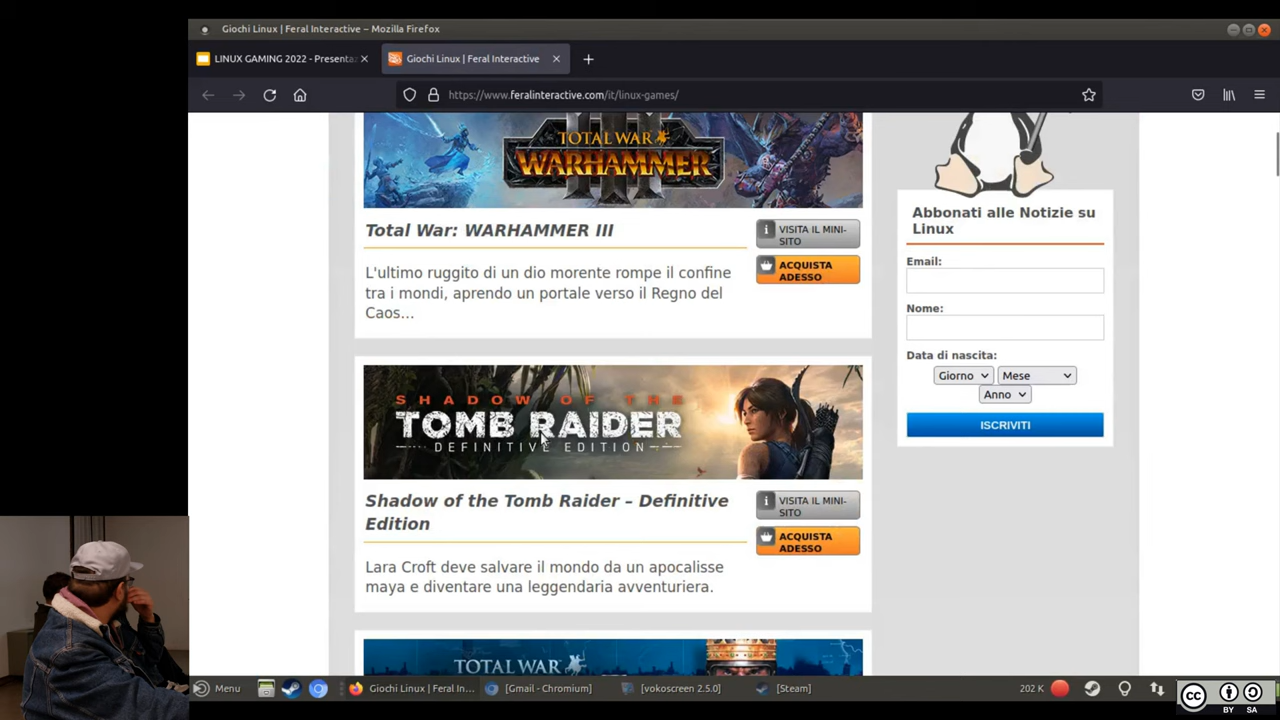 Giochi Linux | Feral Interactive – Mozilla Firefox
LINUX GAMING 2022 - Presenta
Giochi Linux | Feral Interactive
https://www.feralinteractive.com/it/linux-games/
TOTAL WAR
WARHAMMER
III
Total War: WARHAMMER III
VISITA IL MINI-
SITO
ACQUISTA
ADESSO
L'ultimo ruggito di un dio morente rompe il confine
tra i mondi, aprendo un portale verso il Regno del
Caos...
SHADOW OF THE
TOMB RAIDER
DEFINITIVE EDITION
Shadow of the Tomb Raider – Definitive
Edition
VISITA IL MINI-
SITO
ACQUISTA
ADESSO
Lara Croft deve salvare il mondo da un apocalisse
maya e diventare una leggendaria avventuriera.
TOTAL WAR
Abbonati alle Notizie su
Linux
Email:
Nome:
Data di nascita:
Giorno
Mese
Anno
ISCRIVITI
Menu
Giochi Linux | Feral In...
[Gmail - Chromium]
[vokoscreen 2.5.0]
[Steam]
202 K
CC
BY SA